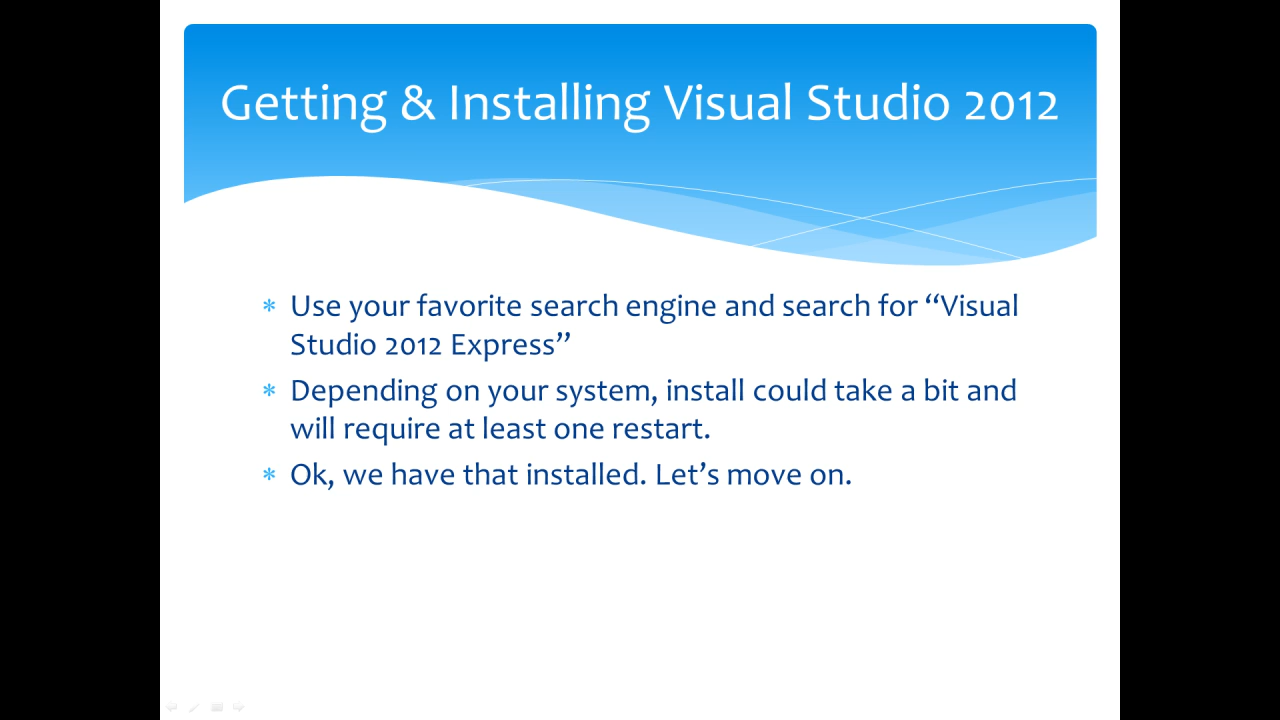 Getting & Installing Visual Studio 2012
* Use your favorite search engine and search for “Visual
Studio 2012 Express”
* Depending on your system, install could take a bit and
will require at least one restart.
* Ok, we have that installed. Let’s move on.